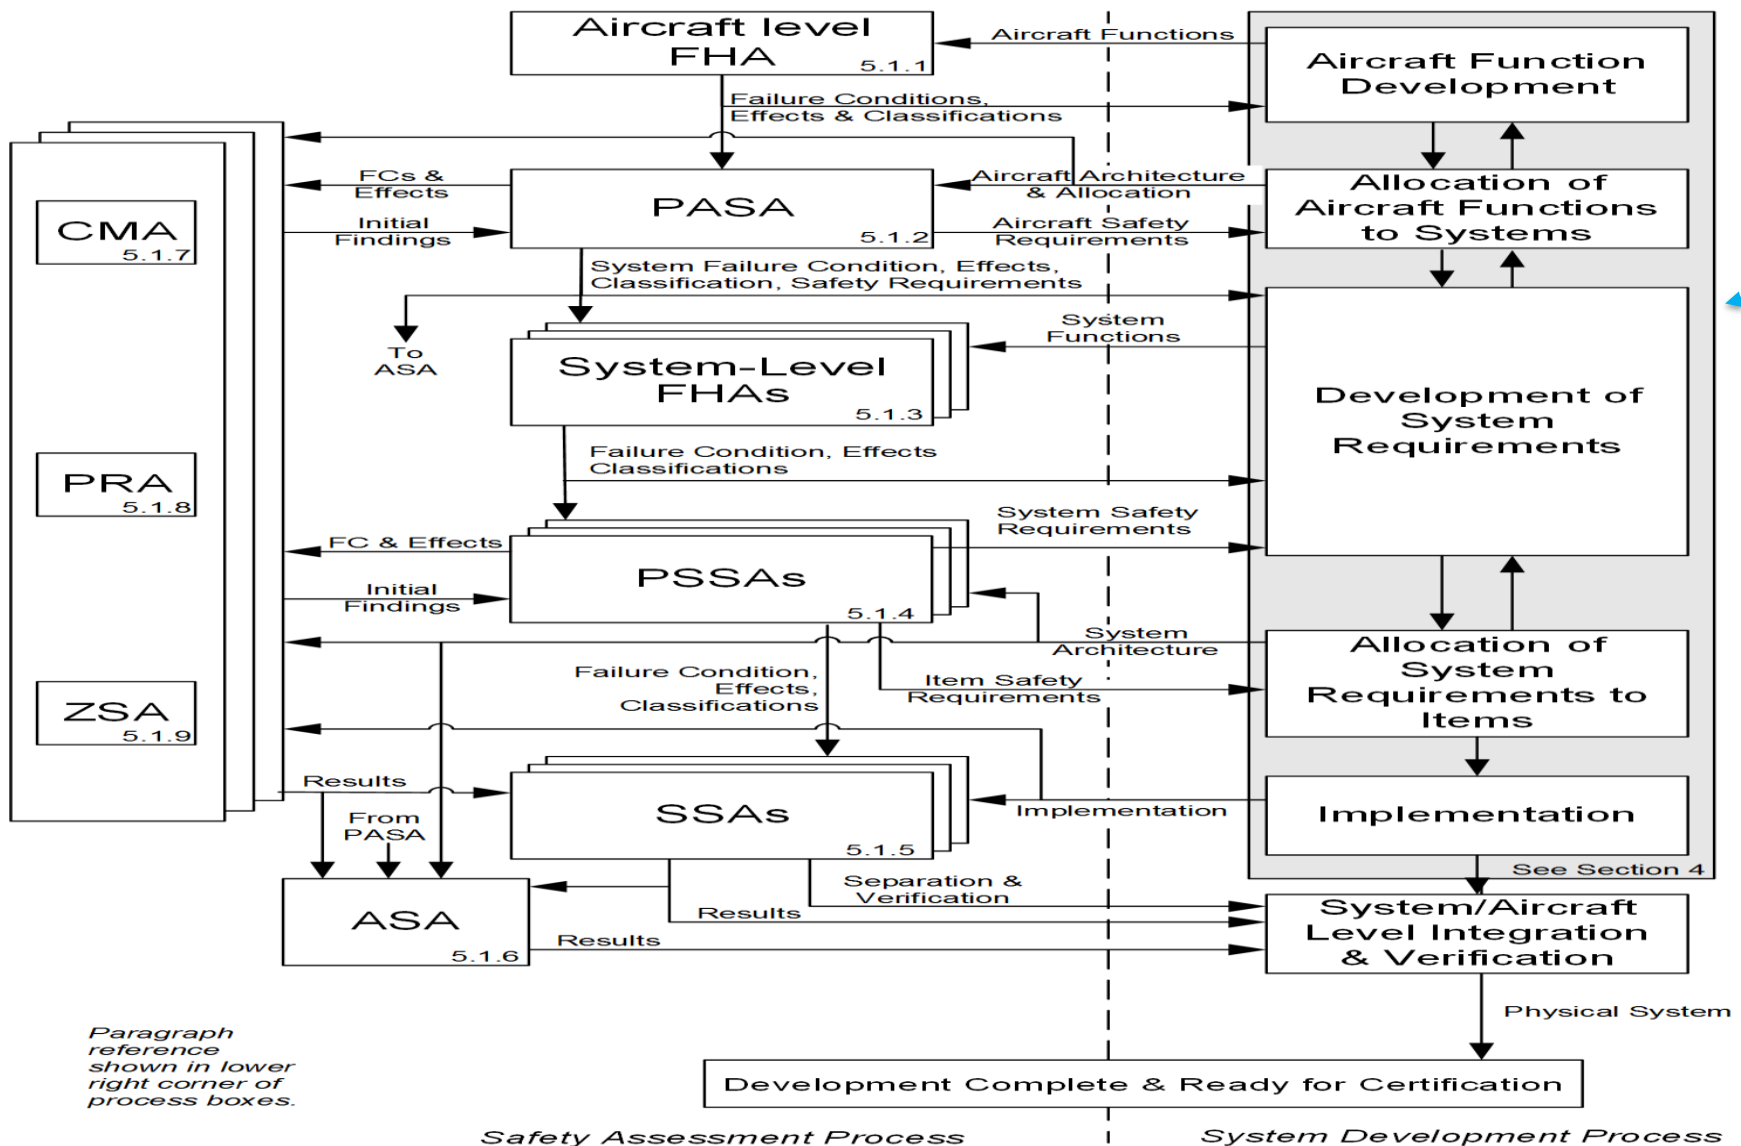 Aircraft level
FHA
5.1.1
Aircraft Functions
Aircraft Function
Development
Failure Conditions,
Effects & Classifications
FCs &
Effects
PASA
5.1.2
Aircraft Architecture
& Allocation
Allocation of
Aircraft Functions
to Systems
CMA
5.1.7
Initial
Findings
Aircraft Safety
Requirements
System Failure Condition, Effects,
Classification, Safety Requirements
To
ASA
System
Functions
System-Level
FHAs
5.1.3
Development of
System
Requirements
Failure Condition, Effects
Classifications
PRA
5.1.8
System Safety
Requirements
FC & Effects
PSSAs
5.1.4
Initial
Findings
System
Architecture
Allocation of
System
Requirements to
Items
Failure Condition,
Effects,
Classifications
Item Safety
Requirements
ZSA
5.1.9
Results
SSAs
5.1.5
Implementation
Implementation
From
PASA
See Section 4
ASA
5.1.6
Separation &
Verification
Results
Results
System/Aircraft
Level Integration
& Verification
Physical System
Paragraph
reference
shown in lower
right corner of
process boxes.
Development Complete & Ready for Certification
Safety Assessment Process
System Development Process